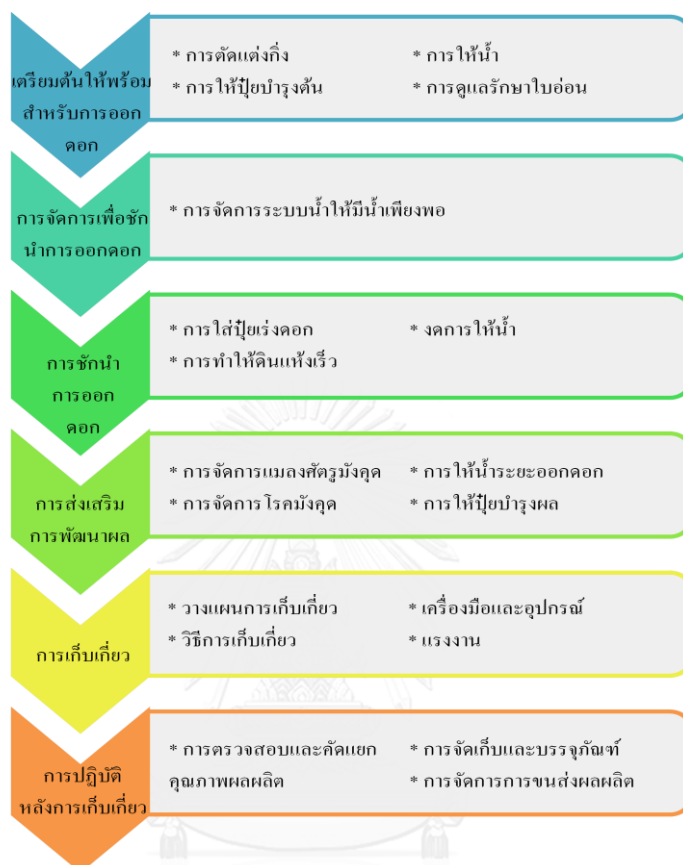 เตรียมต้นให้พร้อม
สำหรับการออก
ดอก
* การตัดแต่งกิ่ง
* การให้น้ำ
* การให้ปุ๋ยบำรุงต้น
* การดูแลรักษาใบอ่อน
การจัดการเพื่อชัก
นำการออกดอก
* การจัดการระบบน้ำให้มีน้ำเพียงพอ
การชักนำ
การออก
ดอก
* การใส่ปุ๋ยเร่งดอก
* งดการให้น้ำ
* การทำให้ดินแห้งเร็ว
การส่งเสริม
การพัฒนาผล
* การจัดการแมลงศัตรูมังคุด
* การให้น้ำระยะออกดอก
* การจัดการโรคมังคุด
* การให้ปุ๋ยบำรุงผล
การเก็บเกี่ยว
* วางแผนการเก็บเกี่ยว
* เครื่องมือและอุปกรณ์
* วิธีการเก็บเกี่ยว
* แรงงาน
การปฏิบัติ
หลังการเก็บเกี่ยว
* การตรวจสอบและคัดแยก
คุณภาพผลผลิต
* การจัดเก็บและบรรจุภัณฑ์
* การจัดการการขนส่งผลผลิต